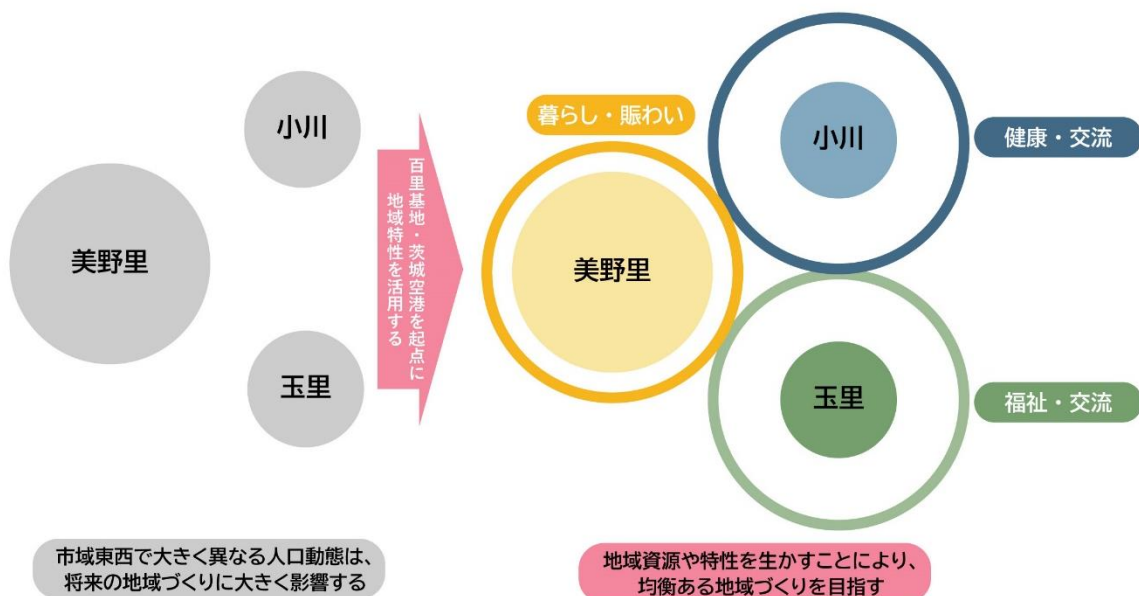 小川
美野里
玉里
百里基地・茨城空港を起点に
地域特性を活用する
暮らし・賑わい
小川
健康・交流
美野里
玉里
福祉・交流
市域東西で大きく異なる人口動態は、
将来の地域づくりに大きく影響する
地域資源や特性を生かすことにより、
均衡ある地域づくりを目指す